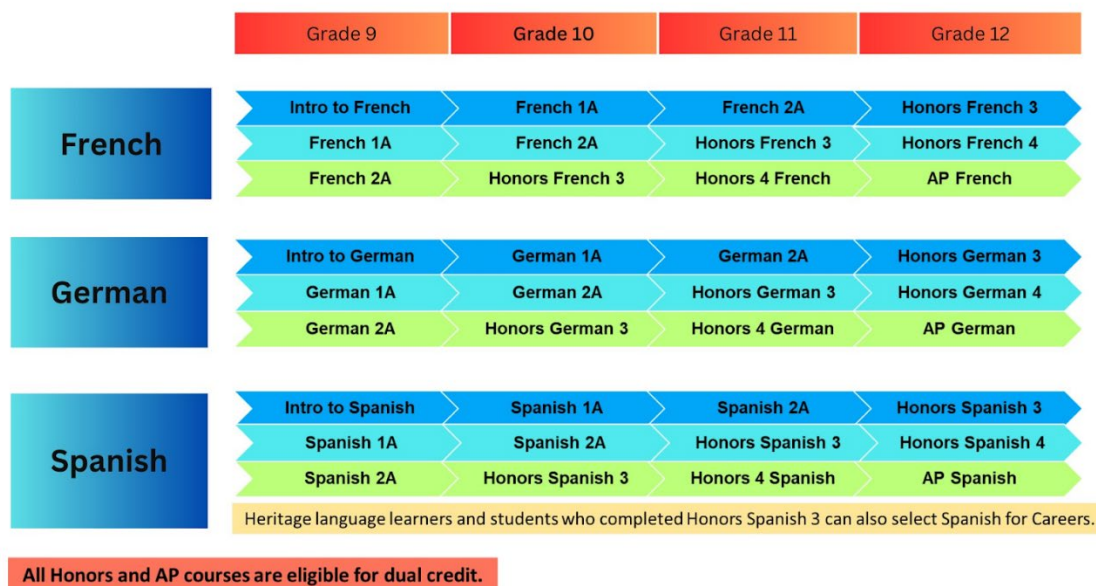 Grade 9 Grade 10 Grade 11 Grade 12
French
Intro to French French 1A French 2A Honors French 3
French 1A French 2A Honors French 3 Honors French 4
French 2A Honors French 3 Honors 4 French AP French
German
Intro to German German 1A German 2A Honors German 3
German 1A German 2A Honors German 3 Honors German 4
German 2A Honors German 3 Honors 4 German AP German
Spanish
Intro to Spanish Spanish 1A Spanish 2A Honors Spanish 3
Spanish 1A Spanish 2A Honors Spanish 3 Honors Spanish 4
Spanish 2A Honors Spanish 3 Honors 4 Spanish AP Spanish
Heritage language learners and students who completed Honors Spanish 3 can also select Spanish for Careers.
All Honors and AP courses are eligible for dual credit.